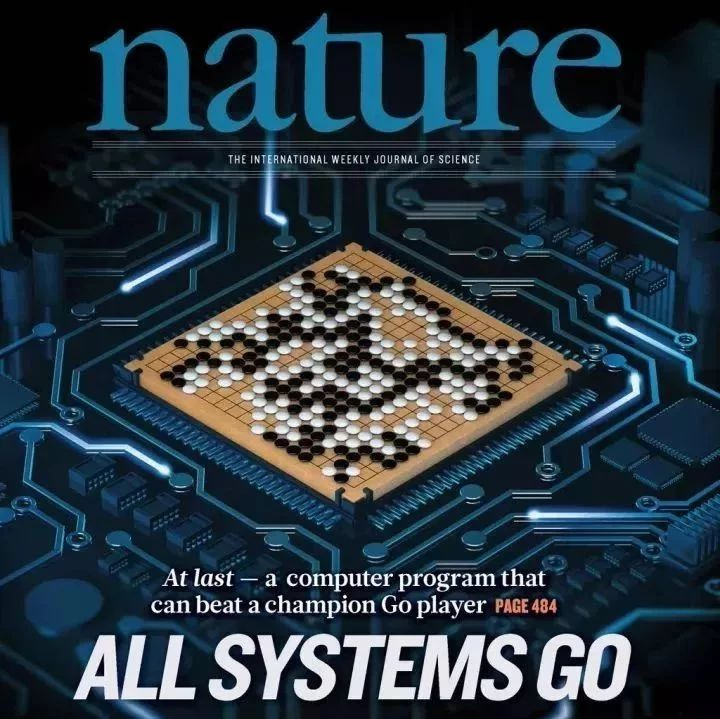 nature
THE INTERNATIONAL WEEKLY JOURNAL OF SCIENCE
At last — a computer program that
can beat a champion Go player PAGE 484
ALL SYSTEMS GO